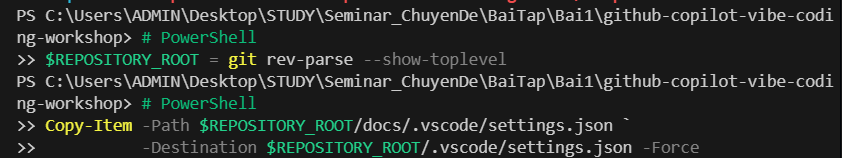 PS C:\Users\ADMIN\Desktop\STUDY\Seminar_ChuyenDe\BaiTap\Bai1\github-copilot-vibe-codi
ng-workshop> # PowerShell
>> $REPOSITORY_ROOT = git rev-parse --show-toplevel
PS C:\Users\ADMIN\Desktop\STUDY\Seminar_ChuyenDe\BaiTap\Bai1\github-copilot-vibe-codi
ng-workshop> # PowerShell
>> Copy-Item -Path $REPOSITORY_ROOT/docs/.vscode/settings.json `
>>           -Destination $REPOSITORY_ROOT/.vscode/settings.json -Force